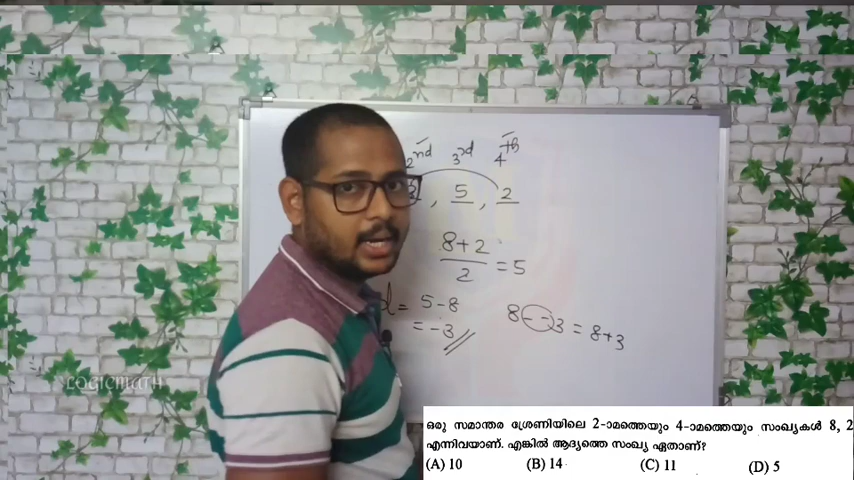 2nd 3rd 4th
, 5, 2
8+2
2
= 5
d = 5-8
= -3
8 - -3 = 8+3
LOGICMATH
ഒരു സമാന്തര ശ്രേണിയിലെ 2-ാമത്തെയും 4-ാമത്തെയും സംഖ്യകൾ 8, 2
എന്നിവയാണ്. എങ്കിൽ ആദ്യത്തെ സംഖ്യ ഏതാണ്?
(A) 10 (B) 14 (C) 11 (D) 5